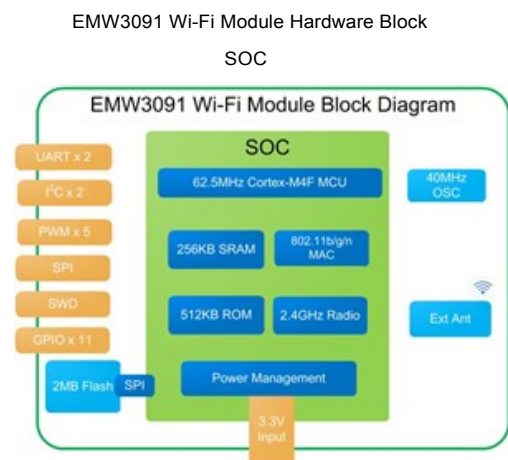 EMW3091 Wi-Fi Module Hardware Block
SOC
EMW3091 Wi-Fi Module Block Diagram
SOC
UART x 2
I²C x 2
PWM x 5
SPI
SWD
GPIO x 11
2MB Flash
SPI
62.5MHz Cortex-M4F MCU
256KB SRAM
802.11b/g/n
MAC
512KB ROM
2.4GHz Radio
Power Management
3.3V
Input
40MHz
OSC
Ext Ant